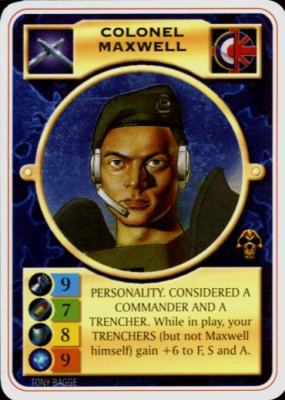 COLONEL
MAXWELL
9
7
8
9
PERSONALITY. CONSIDERED A
COMMANDER AND A
TRENCHER. While in play, your
TRENCHERS (but not Maxwell
himself) gain +6 to F, S and A.
TONY BAGGE